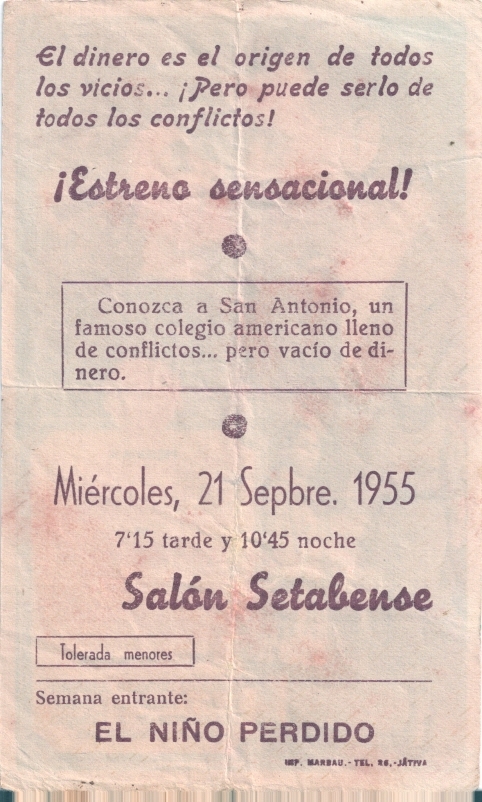 El dinero es el origen de todos
los vicios... ¡Pero puede serlo de
todos los conflictos!
¡Estreno sensacional!
Conozca a San Antonio, un
famoso colegio americano lleno
de conflictos... pero vacío de di-
nero.
Miércoles, 21 Sepbre. 1955
7'15 tarde y 10'45 noche
Salón Setabense
Tolerada menores
Semana entrante:
EL NIÑO PERDIDO
IMP. MARBAU.-TEL. 26.-JÁTIVA